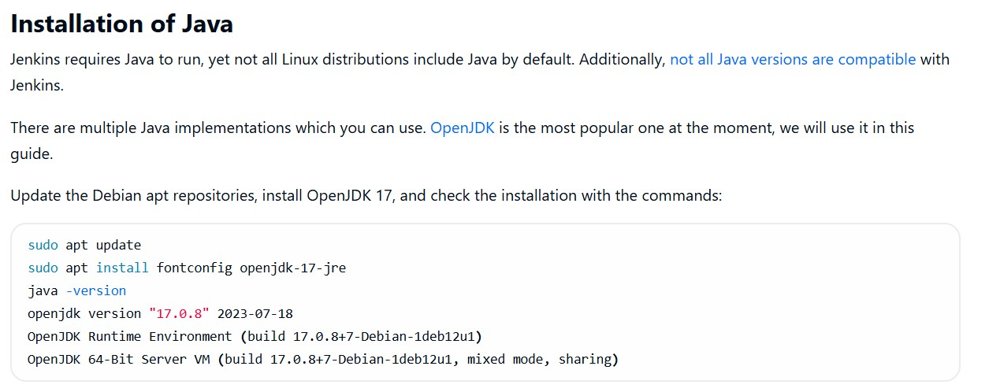 Installation of Java
Jenkins requires Java to run, yet not all Linux distributions include Java by default. Additionally, not all Java versions are compatible with
Jenkins.
There are multiple Java implementations which you can use. OpenJDK is the most popular one at the moment, we will use it in this
guide.
Update the Debian apt repositories, install OpenJDK 17, and check the installation with the commands:
sudo apt update
sudo apt install fontconfig openjdk-17-jre
java -version
openjdk version "17.0.8" 2023-07-18
OpenJDK Runtime Environment (build 17.0.8+7-Debian-1deb12u1)
OpenJDK 64-Bit Server VM (build 17.0.8+7-Debian-1deb12u1, mixed mode, sharing)